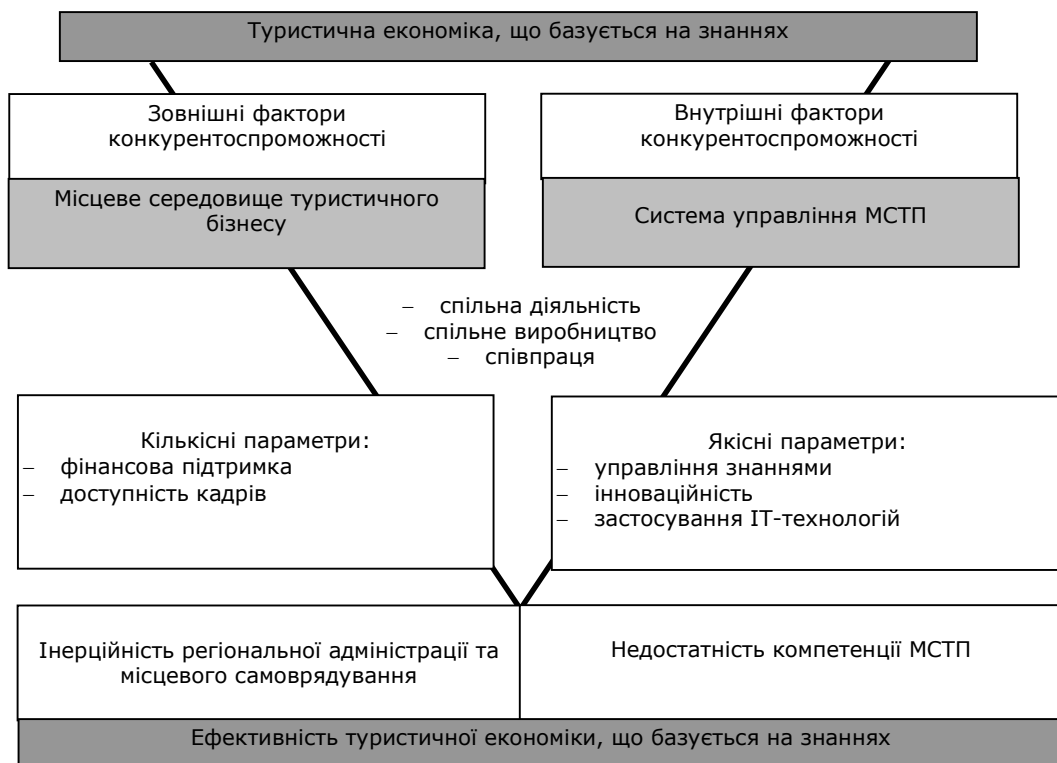 Туристична економіка, що базується на знаннях
Зовнішні фактори
конкурентоспроможності
Місцеве середовище туристичного
бізнесу
Внутрішні фактори
конкурентоспроможності
Система управління МСТП
– спільна діяльність
– спільне виробництво
– співпраця
Кількісні параметри:
– фінансова підтримка
– доступність кадрів
Якісні параметри:
– управління знаннями
– інноваційність
– застосування ІТ-технологій
Інерційність регіональної адміністрації та
місцевого самоврядування
Недостатність компетенції МСТП
Ефективність туристичної економіки, що базується на знаннях